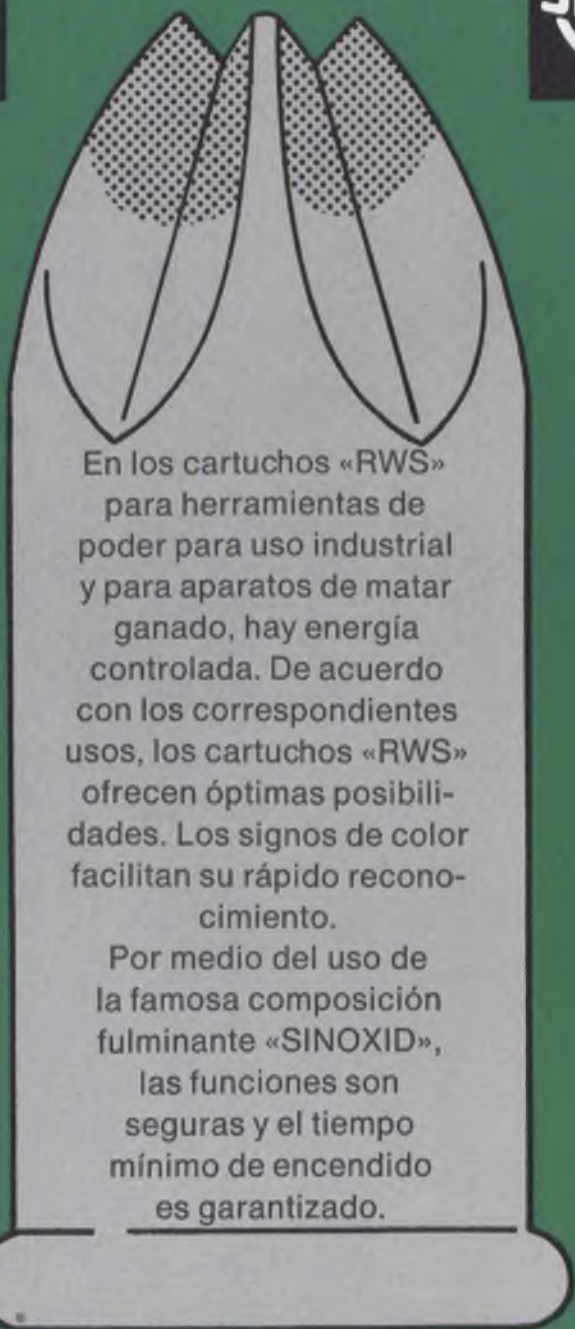 En los cartuchos «RWS»
para herramientas de
poder para uso industrial
y para aparatos de matar
ganado, hay energía
controlada. De acuerdo
con los correspondientes
usos, los cartuchos «RWS»
ofrecen óptimas posibili-
dades. Los signos de color
facilitan su rápido recono-
cimiento.
Por medio del uso de
la famosa composición
fulminante «SINOXID»,
las funciones son
seguras y el tiempo
mínimo de encendido
es garantizado.